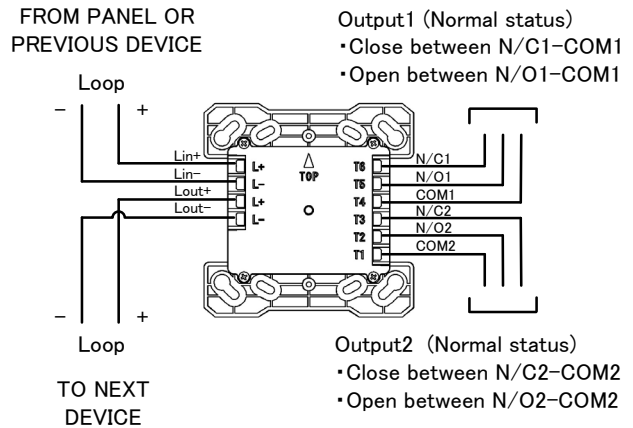 FROM PANEL OR
PREVIOUS DEVICE
Loop
− +
Lin+
Lin−
Lout+
Lout−
− +
Loop
TO NEXT
DEVICE
L+
L−
L+
L−
TOP
T6
T5
T4
T3
T2
T1
N/C1
N/O1
COM1
N/C2
N/O2
COM2
Output1 (Normal status)
・Close between N/C1−COM1
・Open between N/O1−COM1
Output2 (Normal status)
・Close between N/C2−COM2
・Open between N/O2−COM2